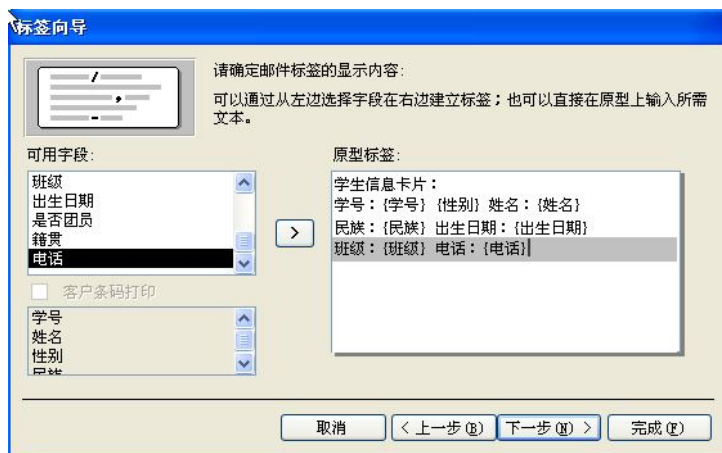 标签向导
请确定邮件标签的显示内容:
可以通过从左边选择字段在右边建立标签；也可以直接在原型上输入所需
文本。
可用字段:
班级
出生日期
是否团员
籍贯
电话
>
客户条码打印
学号
姓名
性别
民族
原型标签:
学生信息卡片：
学号：{学号} {性别} 姓名：{姓名}
民族：{民族} 出生日期：{出生日期}
班级：{班级} 电话：{电话}
取消
< 上一步(B)
下一步(N) >
完成(F)